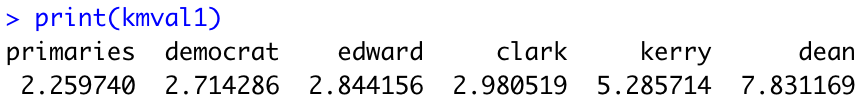 > print(kmval1)
primaries democrat edward clark kerry dean
2.259740 2.714286 2.844156 2.980519 5.285714 7.831169